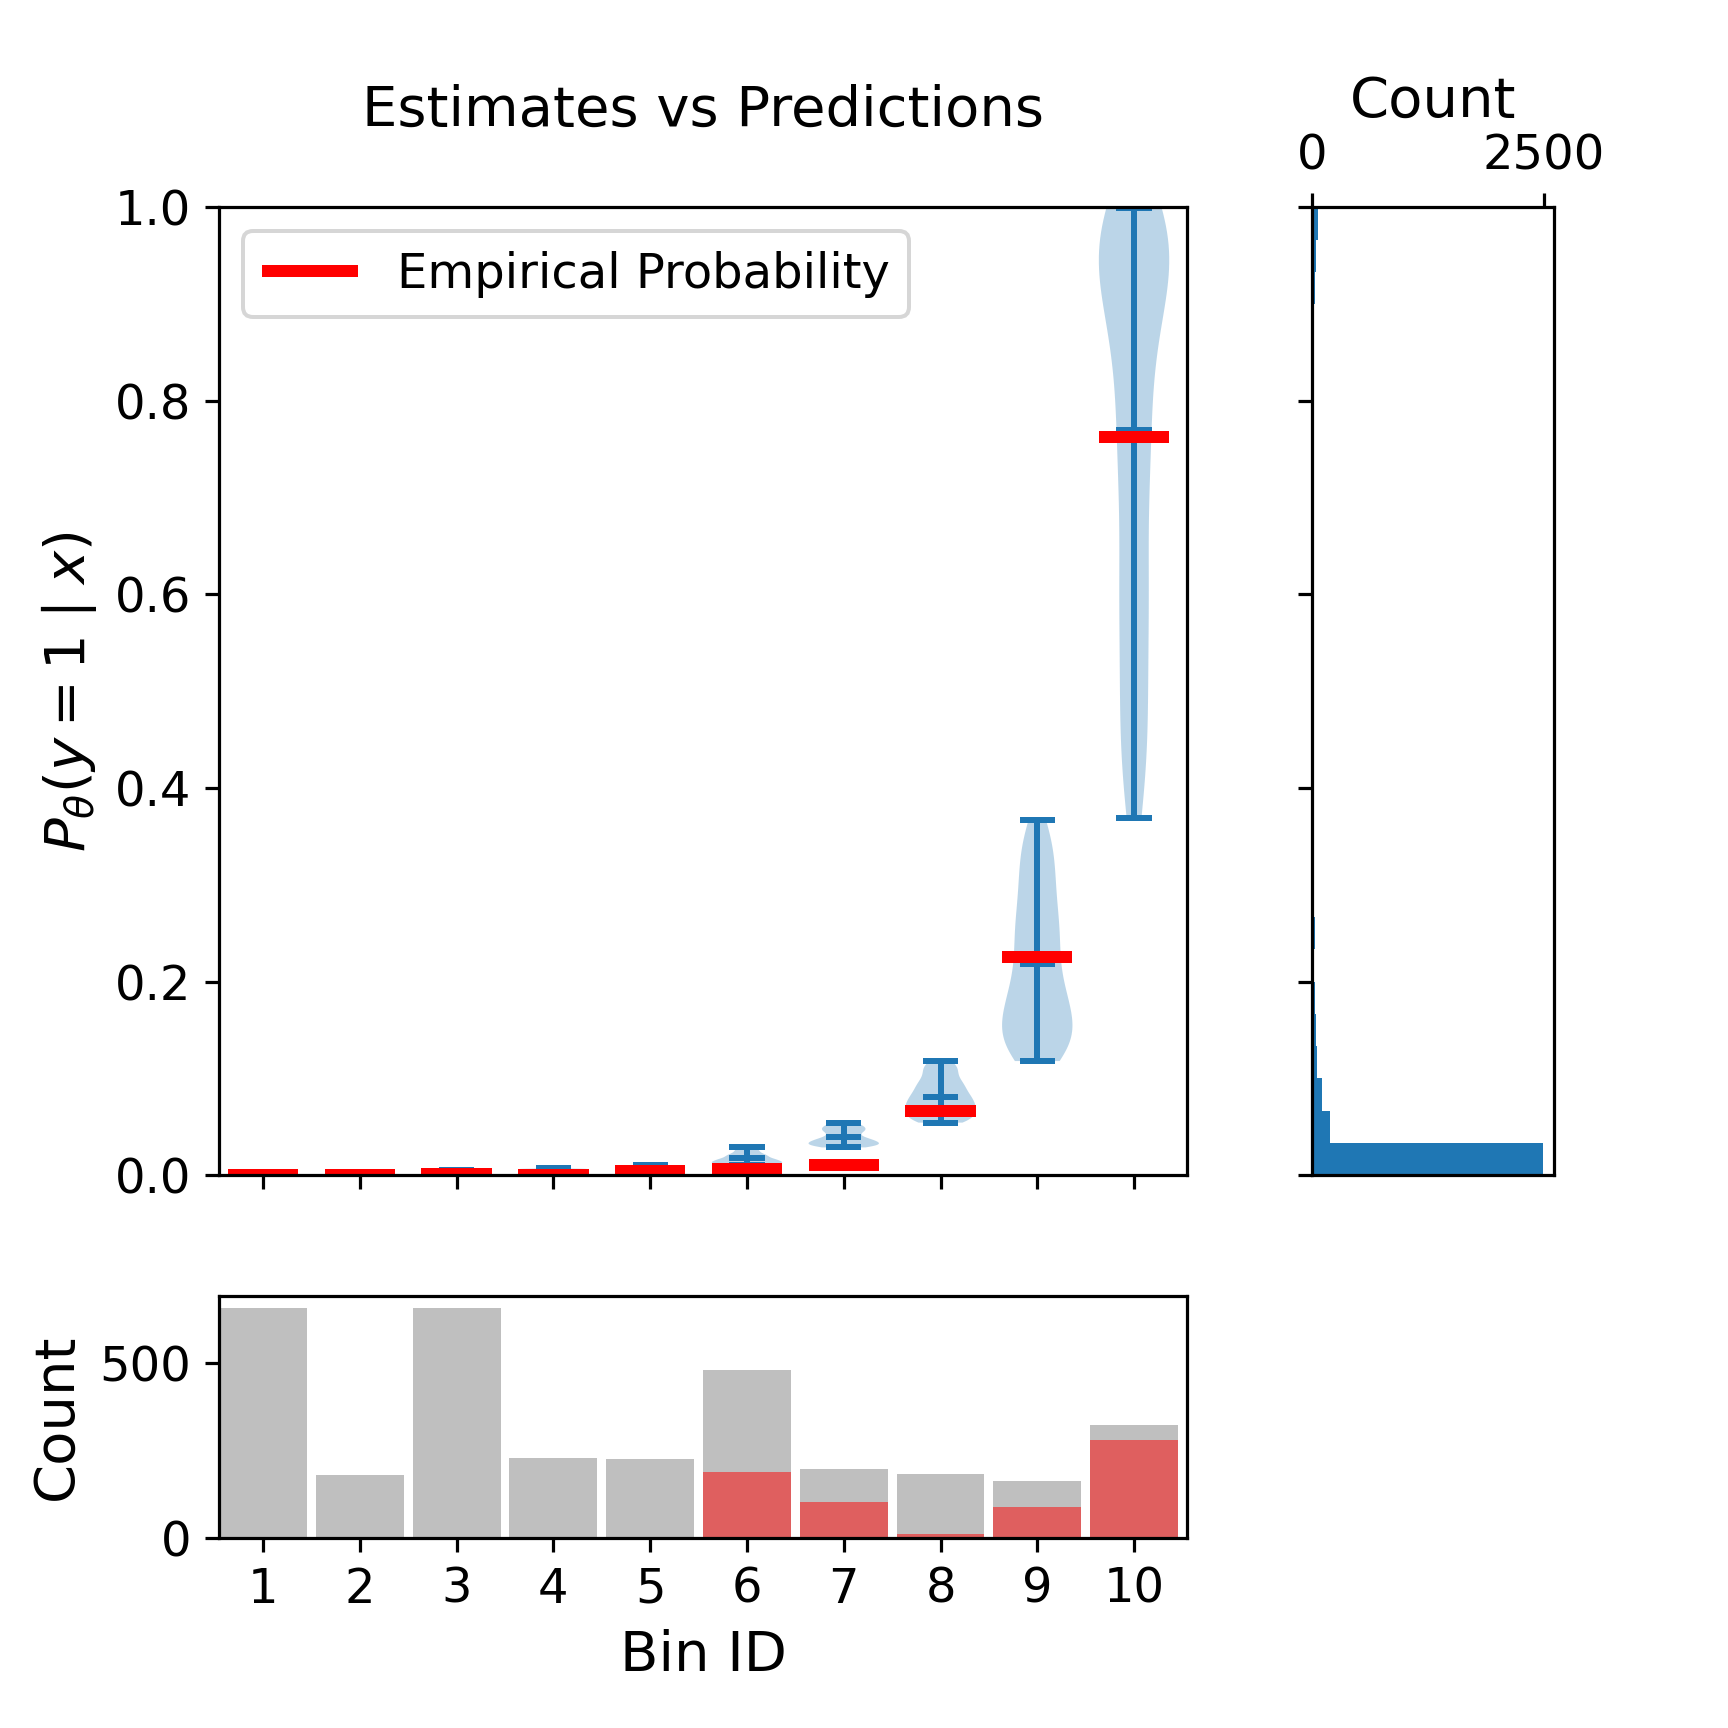 Estimates vs Predictions
Count
0 2500
1.0
Empirical Probability
0.8
0.6
0.4
0.2
0.0
P_θ(y = 1 | x)
500
0
Count
1 2 3 4 5 6 7 8 9 10
Bin ID